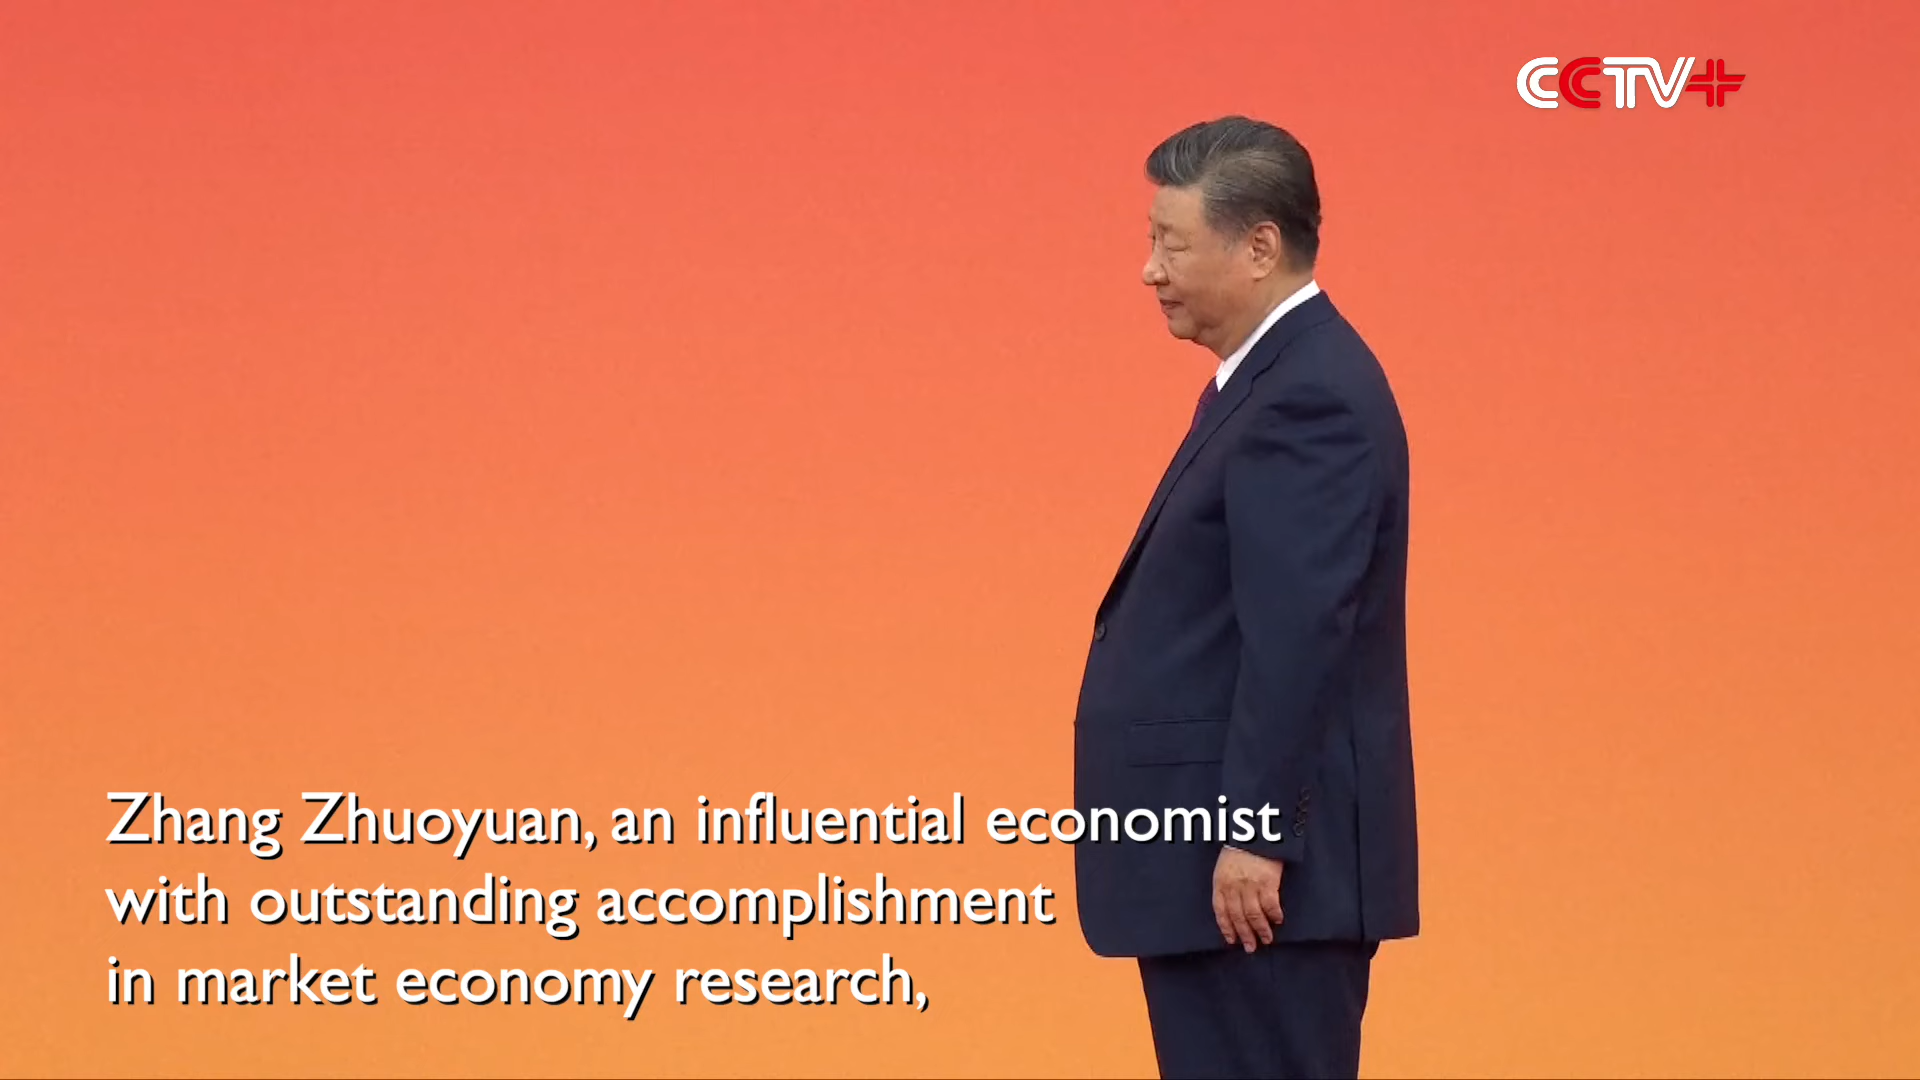 CCTV+
Zhang Zhuoyuan, an influential economist
with outstanding accomplishment
in market economy research,